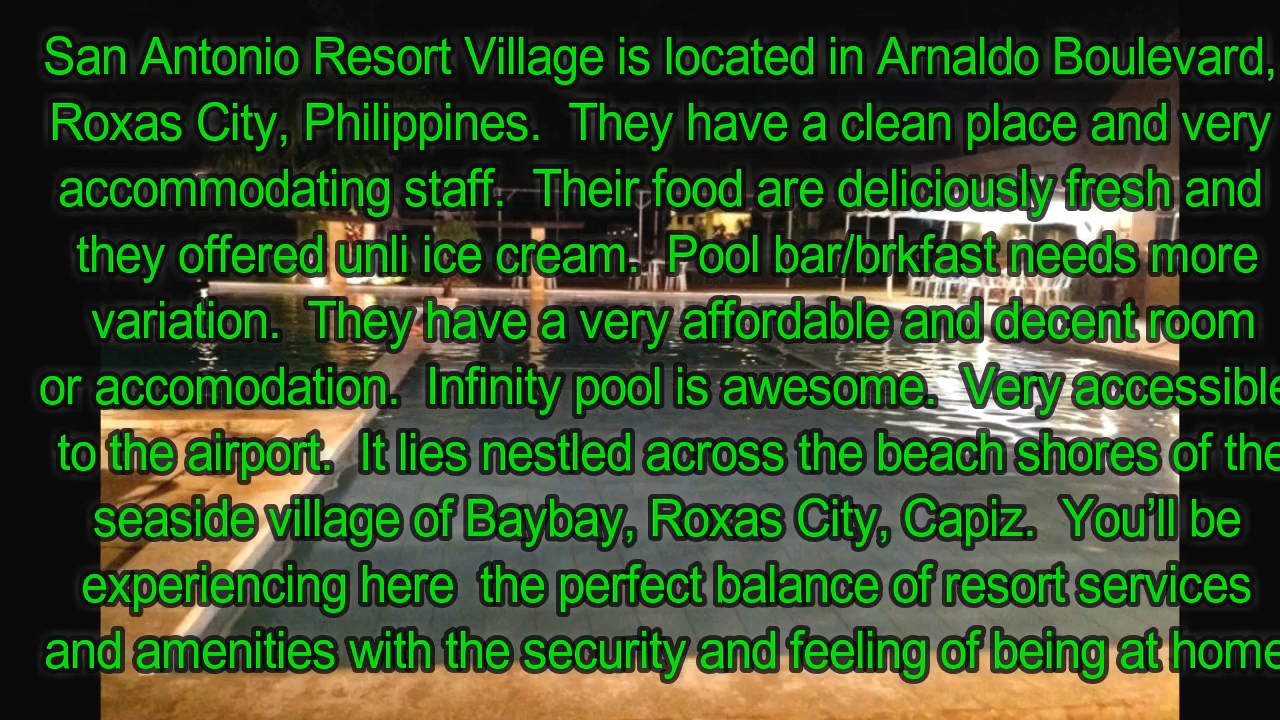 San Antonio Resort Village is located in Arnaldo Boulevard,
Roxas City, Philippines.  They have a clean place and very
accommodating staff.  Their food are deliciously fresh and
they offered unli ice cream.  Pool bar/brkfast needs more
variation.  They have a very affordable and decent room
or accomodation.  Infinity pool is awesome.  Very accessible
to the airport.  It lies nestled across the beach shores of the
seaside village of Baybay, Roxas City, Capiz.  You’ll be
experiencing here  the perfect balance of resort services
and amenities with the security and feeling of being at home